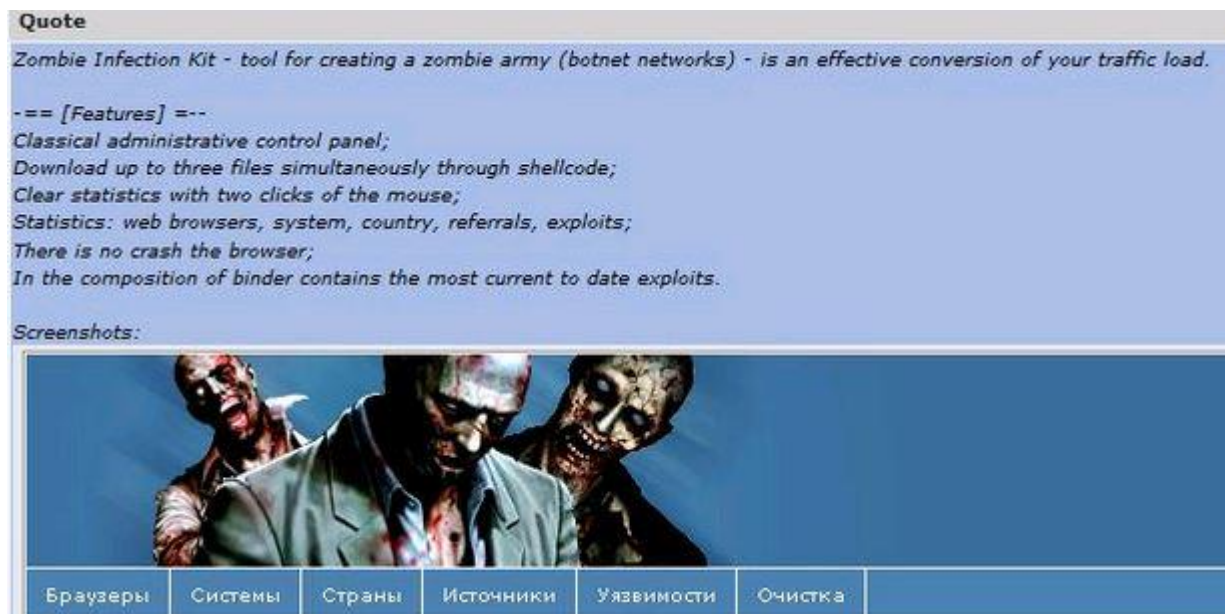 Quote
Zombie Infection Kit - tool for creating a zombie army (botnet networks) - is an effective conversion of your traffic load.
-== [Features] =--
Classical administrative control panel;
Download up to three files simultaneously through shellcode;
Clear statistics with two clicks of the mouse;
Statistics: web browsers, system, country, referrals, exploits;
There is no crash the browser;
In the composition of binder contains the most current to date exploits.
Screenshots:
Браузеры Системы Страны Источники Уязвимости Очистка